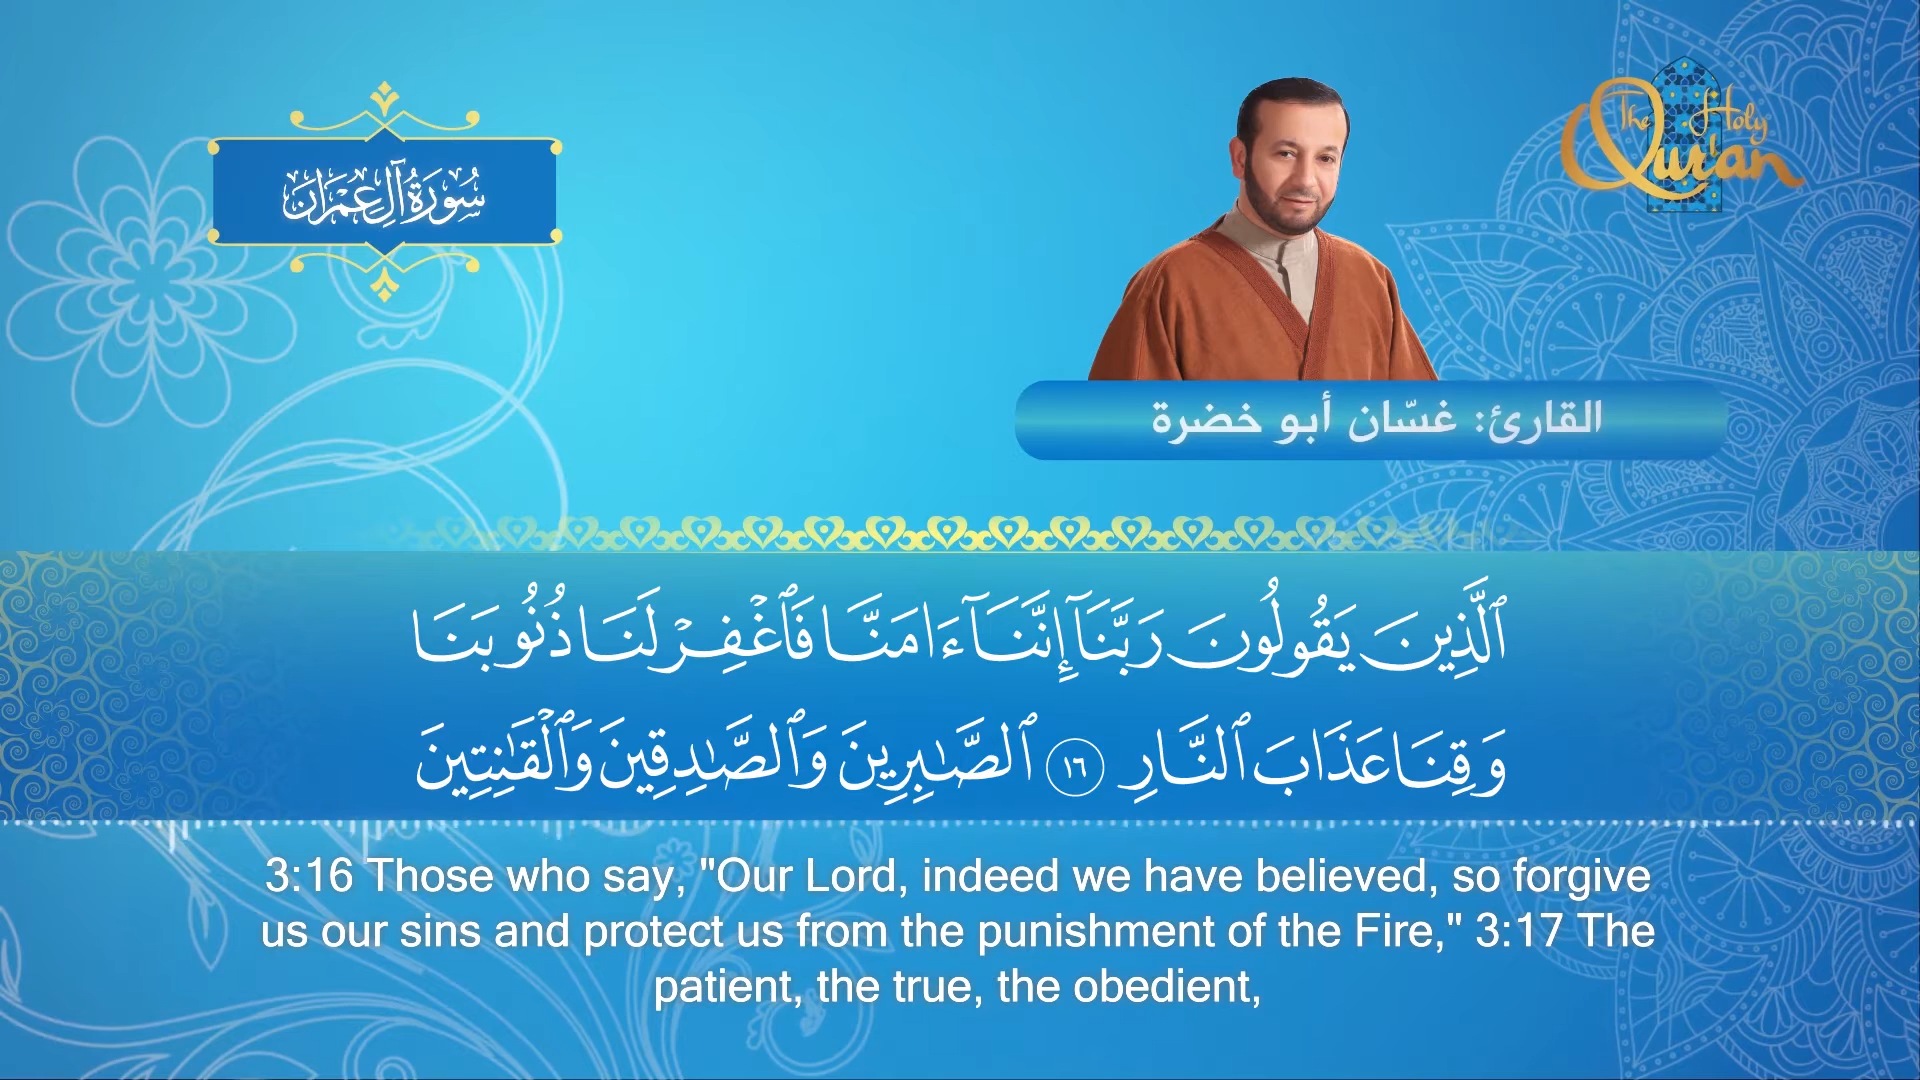 سُورَةُ آلِ عِمْرَانَ
The Holy Qur'an
القارئ: غسّان أبو خضرة
ٱلَّذِينَ يَقُولُونَ رَبَّنَآ إِنَّنَآ ءَامَنَّا فَٱغْفِرْ لَنَا ذُنُوبَنَا
وَقِنَا عَذَابَ ٱلنَّارِ ١٦ ٱلصَّـٰبِرِينَ وَٱلصَّـٰدِقِينَ وَٱلْقَـٰنِتِينَ
3:16 Those who say, "Our Lord, indeed we have believed, so forgive
us our sins and protect us from the punishment of the Fire," 3:17 The
patient, the true, the obedient,